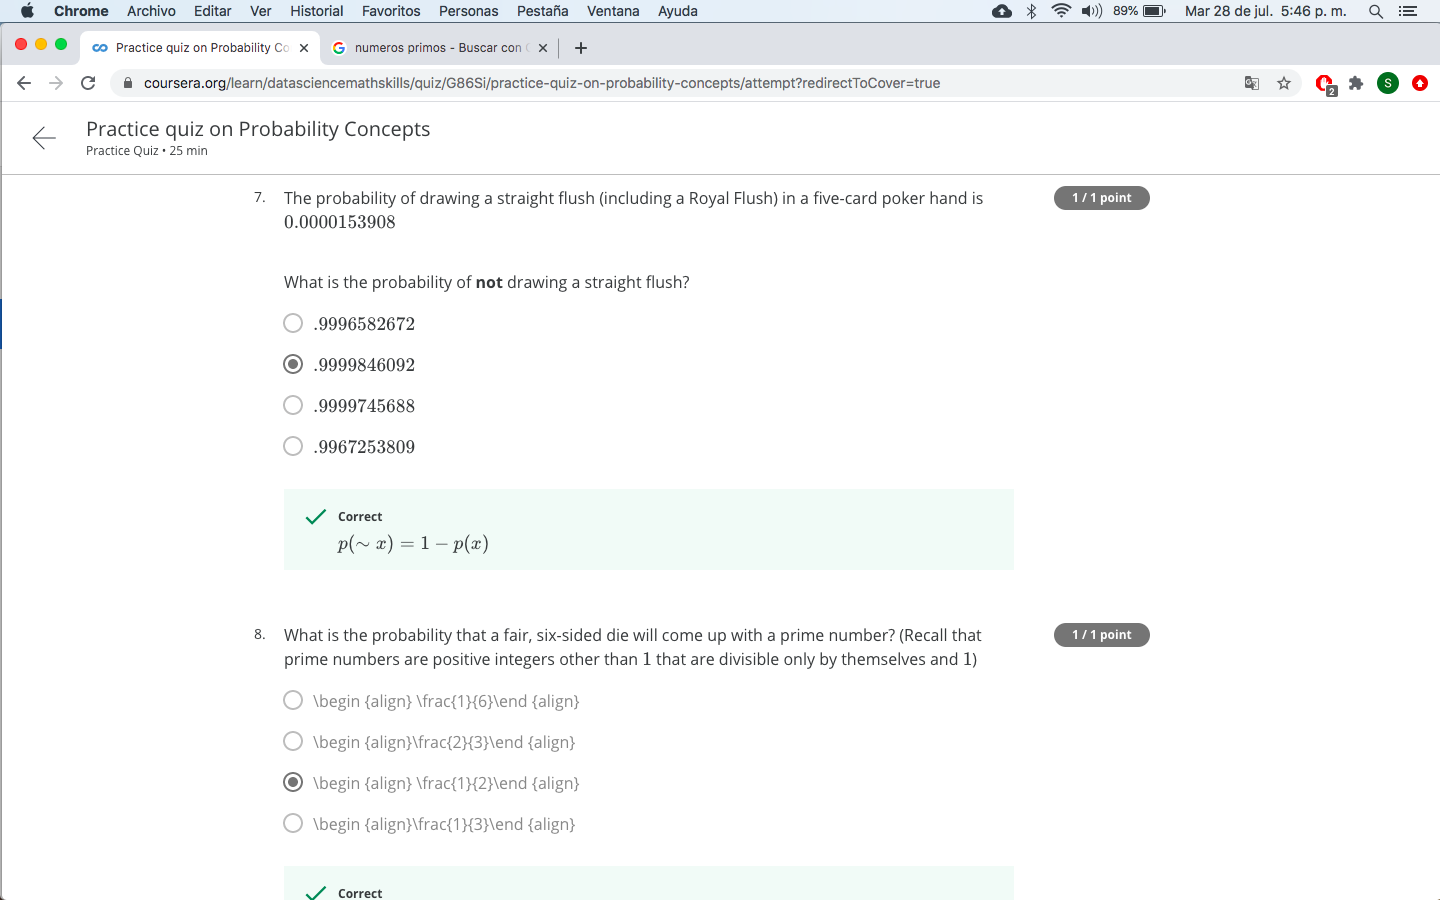 Chrome Archivo Editar Ver Historial Favoritos Personas Pestaña Ventana Ayuda 89% Mar 28 de jul. 5:46 p. m.
Practice quiz on Probability Co numeros primos - Buscar con
coursera.org/learn/datasciencemathskills/quiz/G86Si/practice-quiz-on-probability-concepts/attempt?redirectToCover=true 2 S
Practice quiz on Probability Concepts
Practice Quiz • 25 min
7. The probability of drawing a straight flush (including a Royal Flush) in a five-card poker hand is 1 / 1 point
0.0000153908
What is the probability of not drawing a straight flush?
.9996582672
.9999846092
.9999745688
.9967253809
Correct
p(∼ x) = 1 − p(x)
8. What is the probability that a fair, six-sided die will come up with a prime number? (Recall that 1 / 1 point
prime numbers are positive integers other than 1 that are divisible only by themselves and 1)
\begin {align} \frac{1}{6}\end {align}
\begin {align}\frac{2}{3}\end {align}
\begin {align} \frac{1}{2}\end {align}
\begin {align}\frac{1}{3}\end {align}
Correct